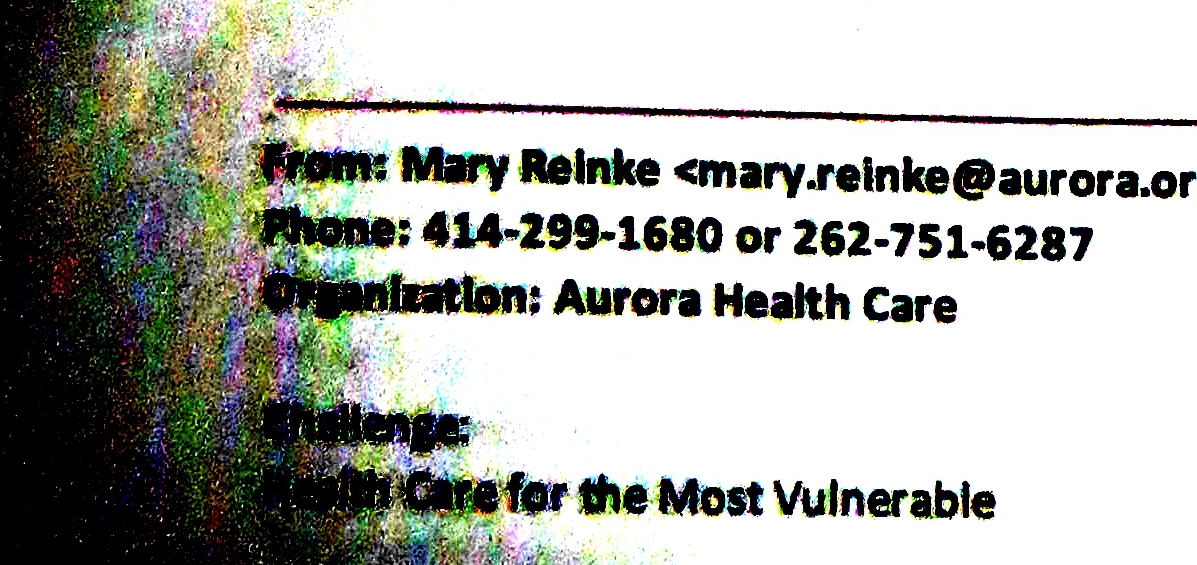 From: Mary Reinke <mary.reinke@aurora.or
Phone: 414-299-1680 or 262-751-6287
Organization: Aurora Health Care
Challenge:
Health Care for the Most Vulnerable